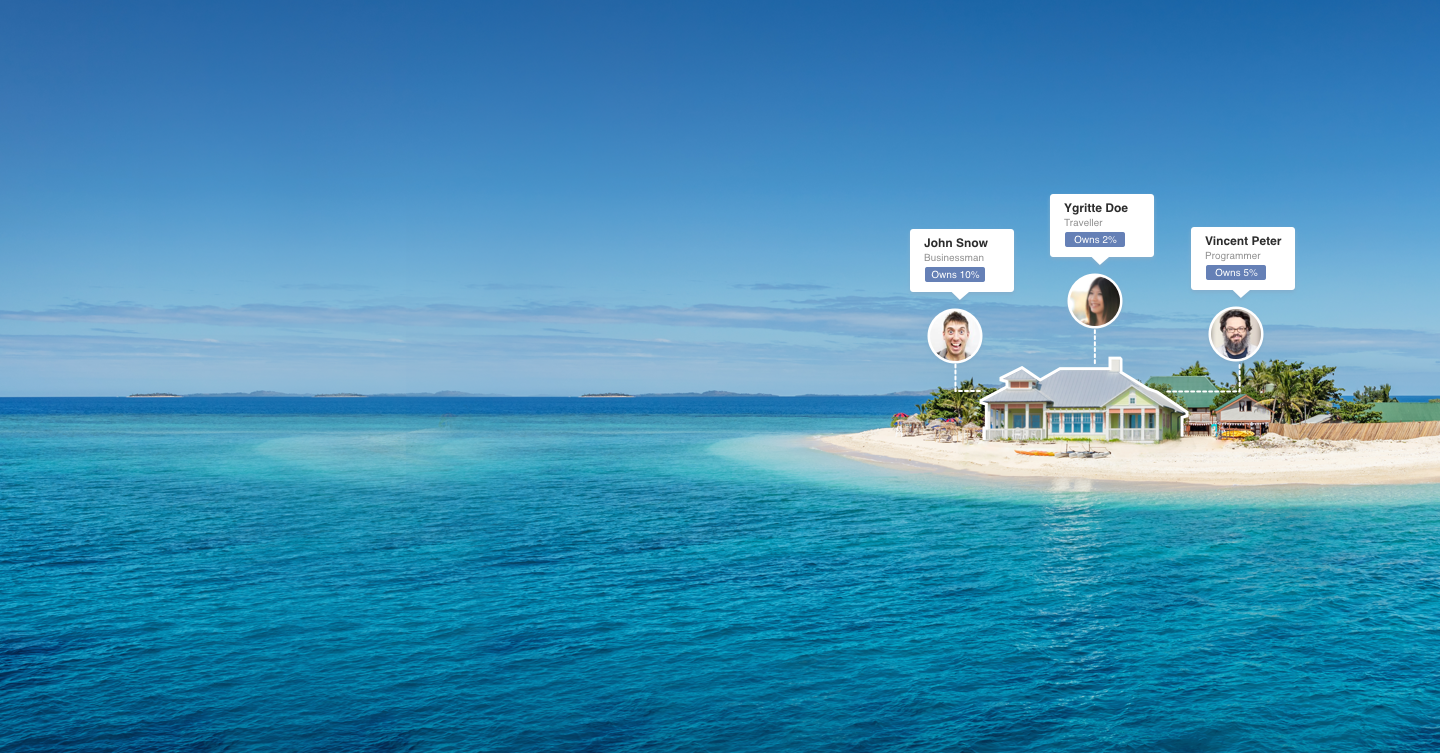 John Snow
Businessman
Owns 10%
Ygritte Doe
Traveller
Owns 2%
Vincent Peter
Programmer
Owns 5%